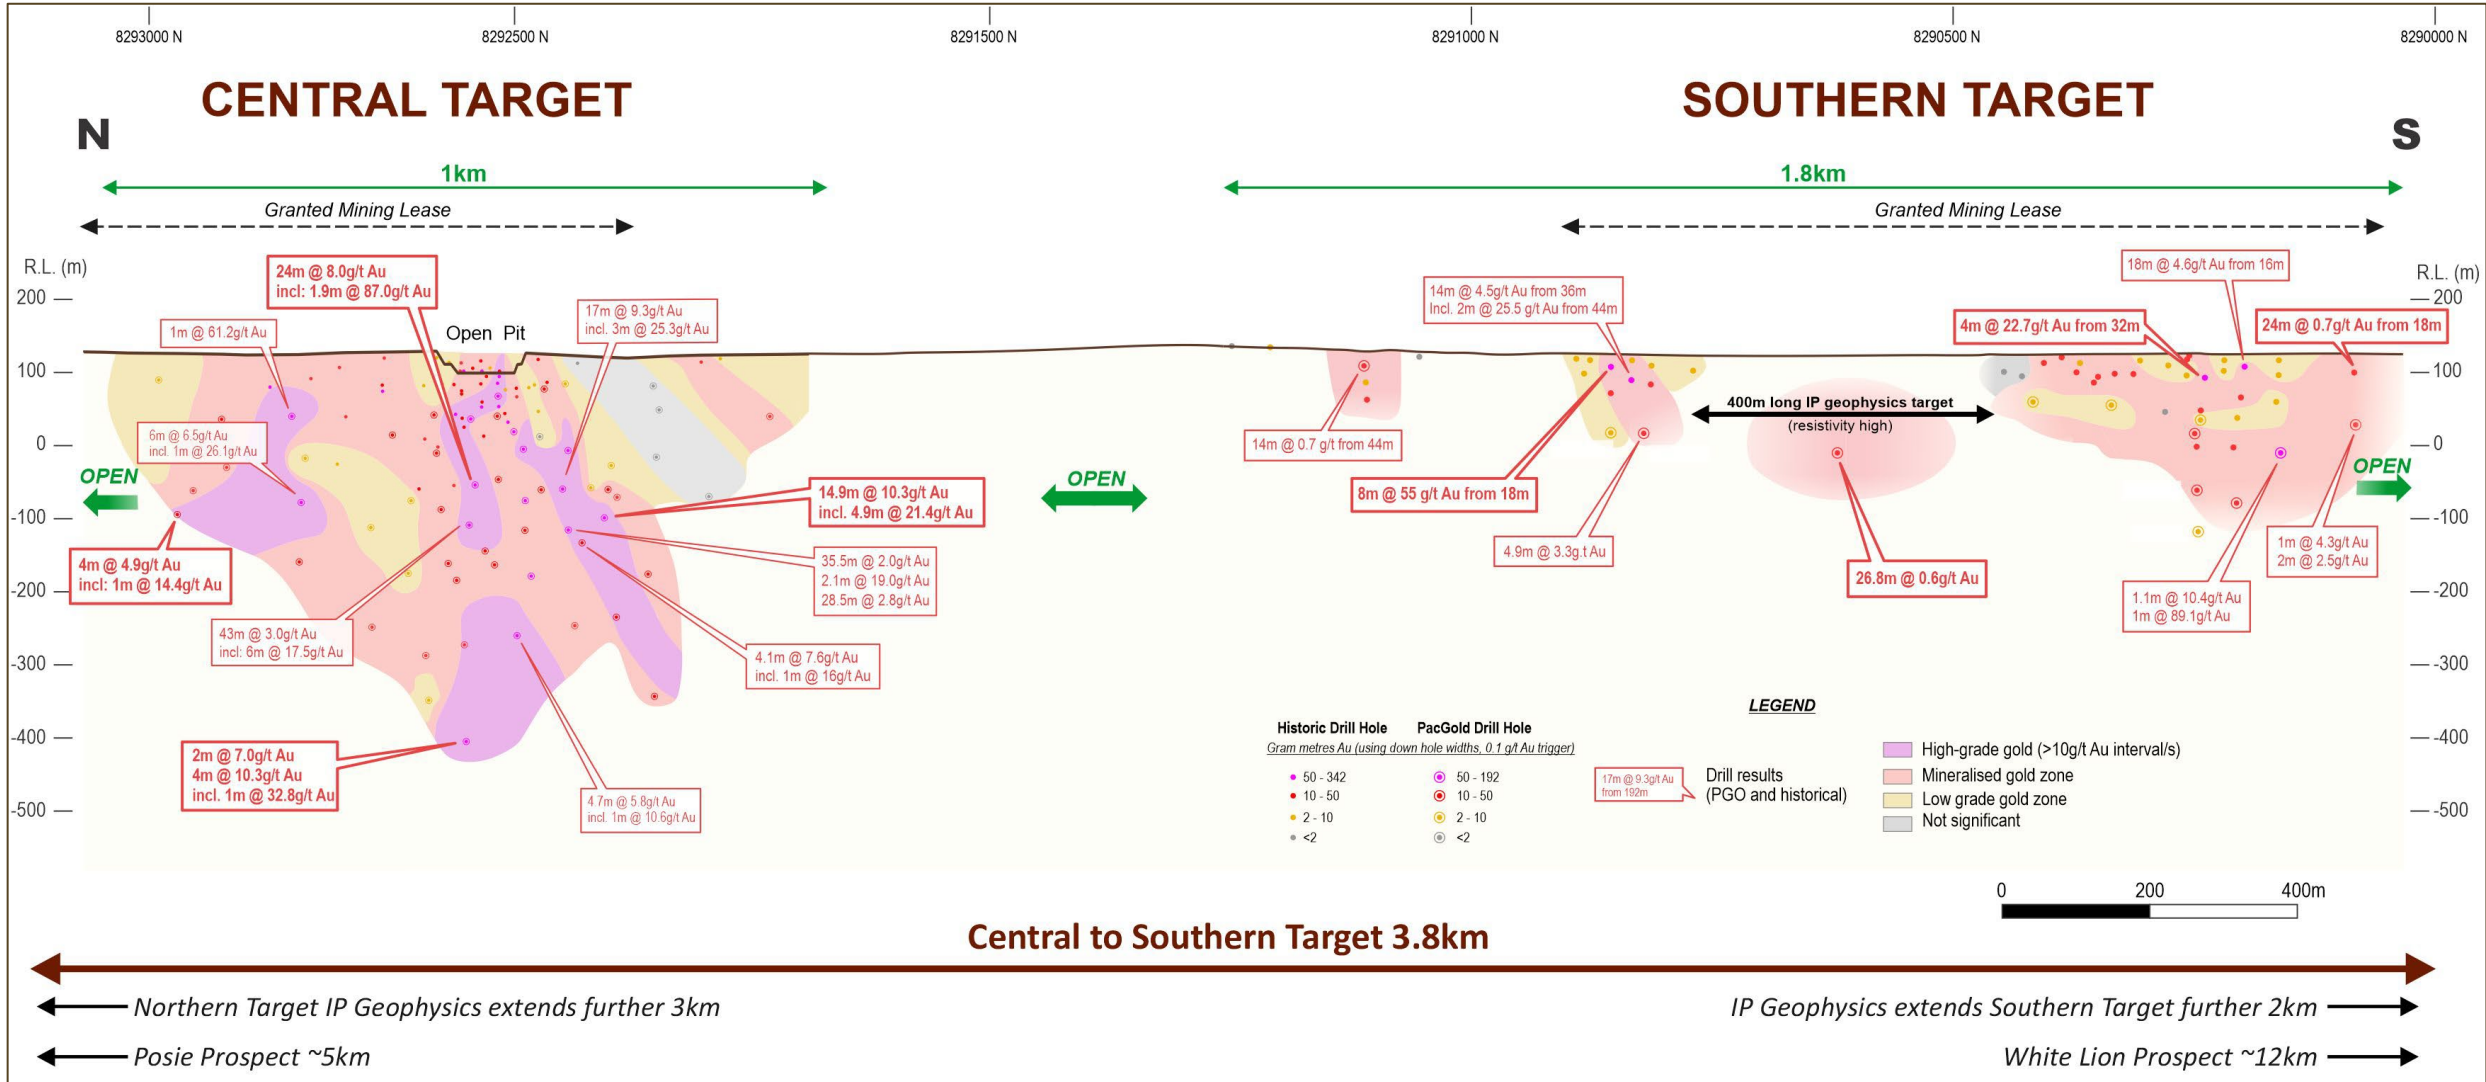 8293000 N
8292500 N
8291500 N
8291000 N
8290500 N
8290000 N
CENTRAL TARGET
SOUTHERN TARGET
N
S
1km
1.8km
Granted Mining Lease
Granted Mining Lease
R.L. (m)
200
100
0
-100
-200
-300
-400
-500
R.L. (m)
200
100
0
-100
-200
-300
-400
-500
24m @ 8.0g/t Au
incl: 1.9m @ 87.0g/t Au
1m @ 61.2g/t Au
Open Pit
17m @ 9.3g/t Au
incl. 3m @ 25.3g/t Au
6m @ 6.5g/t Au
incl. 1m @ 26.1g/t Au
OPEN
4m @ 4.9g/t Au
incl: 1m @ 14.4g/t Au
14.9m @ 10.3g/t Au
incl. 4.9m @ 21.4g/t Au
35.5m @ 2.0g/t Au
2.1m @ 19.0g/t Au
28.5m @ 2.8g/t Au
43m @ 3.0g/t Au
incl: 6m @ 17.5g/t Au
4.1m @ 7.6g/t Au
incl. 1m @ 16g/t Au
2m @ 7.0g/t Au
4m @ 10.3g/t Au
incl. 1m @ 32.8g/t Au
4.7m @ 5.8g/t Au
incl. 1m @ 10.6g/t Au
OPEN
14m @ 4.5g/t Au from 36m
Incl. 2m @ 25.5 g/t Au from 44m
18m @ 4.6g/t Au from 16m
4m @ 22.7g/t Au from 32m
24m @ 0.7g/t Au from 18m
400m long IP geophysics target
(resistivity high)
14m @ 0.7 g/t from 44m
8m @ 55 g/t Au from 18m
4.9m @ 3.3g.t Au
26.8m @ 0.6g/t Au
OPEN
1m @ 4.3g/t Au
2m @ 2.5g/t Au
1.1m @ 10.4g/t Au
1m @ 89.1g/t Au
LEGEND
Historic Drill Hole
PacGold Drill Hole
Gram metres Au (using down hole widths, 0.1 g/t Au trigger)
50 - 342
10 - 50
2 - 10
<2
50 - 192
10 - 50
2 - 10
<2
17m @ 9.3g/t Au
from 192m
Drill results
(PGO and historical)
High-grade gold (>10g/t Au interval/s)
Mineralised gold zone
Low grade gold zone
Not significant
0 200 400m
Central to Southern Target 3.8km
Northern Target IP Geophysics extends further 3km
IP Geophysics extends Southern Target further 2km
Posie Prospect ~5km
White Lion Prospect ~12km